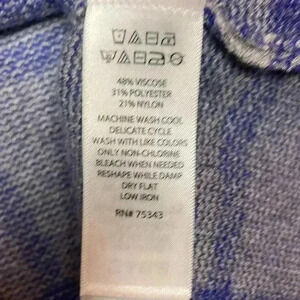 48% VISCOSE
31% POLYESTER
21% NYLON
MACHINE WASH COOL
DELICATE CYCLE
WASH WITH LIKE COLORS
ONLY NON-CHLORINE
BLEACH WHEN NEEDED
RESHAPE WHILE DAMP
DRY FLAT
LOW IRON
RN# 75343